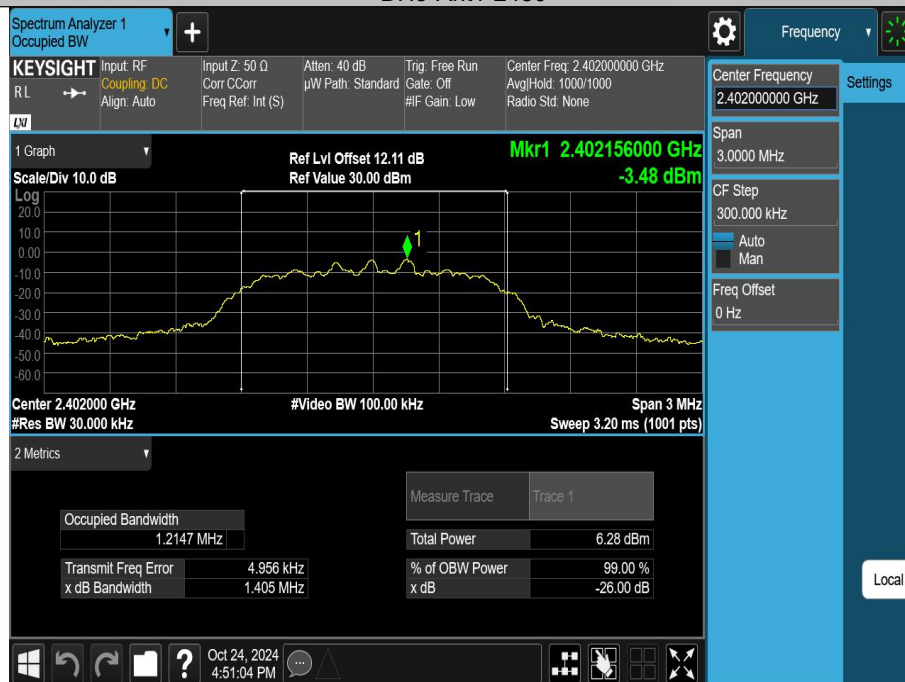 Spectrum Analyzer 1
Occupied BW
Frequency
KEYSIGHT
R L
LXI
Input: RF
Coupling: DC
Align: Auto
Input Z: 50 Ω
Corr CCorr
Freq Ref: Int (S)
Atten: 40 dB
µW Path: Standard
Trig: Free Run
Gate: Off
#IF Gain: Low
Center Freq: 2.402000000 GHz
Avg|Hold: 1000/1000
Radio Std: None
Center Frequency
2.402000000 GHz
Settings
Span
3.0000 MHz
CF Step
300.000 kHz
Auto
Man
Freq Offset
0 Hz
Local
1 Graph
Scale/Div 10.0 dB
Ref Lvl Offset 12.11 dB
Ref Value 30.00 dBm
Mkr1 2.402156000 GHz
-3.48 dBm
Log
20.0
10.0
0.00
-10.0
-20.0
-30.0
-40.0
-50.0
-60.0
1
Center 2.402000 GHz
#Video BW 100.00 kHz
Span 3 MHz
#Res BW 30.000 kHz
Sweep 3.20 ms (1001 pts)
2 Metrics
Measure Trace
Trace 1
Occupied Bandwidth
1.2147 MHz
Total Power
6.28 dBm
Transmit Freq Error
4.956 kHz
% of OBW Power
99.00 %
x dB Bandwidth
1.405 MHz
x dB
-26.00 dB
?
Oct 24, 2024
4:51:04 PM